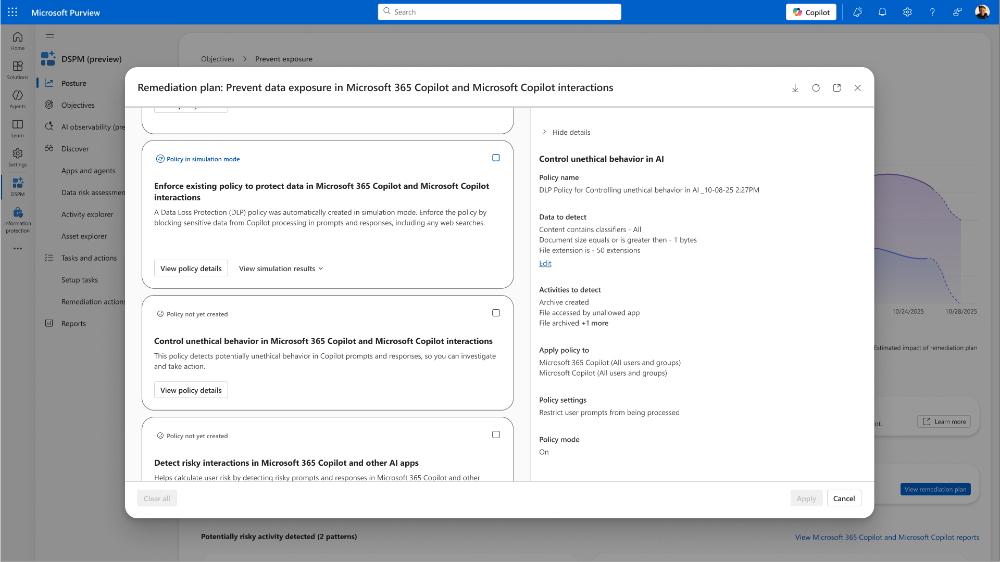 Microsoft Purview
Search
Copilot
Home
Solutions
Agents
Learn
Settings
DSPM
Information
protection
DSPM (preview)
Posture
Objectives
AI observability (pre
Discover
Apps and agents
Data risk assessmen
Activity explorer
Asset explorer
Tasks and actions
Setup tasks
Remediation actions
Reports
Objectives
Prevent exposure
Remediation plan: Prevent data exposure in Microsoft 365 Copilot and Microsoft Copilot interactions
Policy in simulation mode
Enforce existing policy to protect data in Microsoft 365 Copilot and Microsoft Copilot
interactions
A Data Loss Protection (DLP) policy was automatically created in simulation mode. Enforce the policy by
blocking sensitive data from Copilot processing in prompts and responses, including any web searches.
View policy details
View simulation results
Policy not yet created
Control unethical behavior in Microsoft 365 Copilot and Microsoft Copilot interactions
This policy detects potentially unethical behavior in Copilot prompts and responses, so you can investigate
and take action.
View policy details
Policy not yet created
Detect risky interactions in Microsoft 365 Copilot and other AI apps
Helps calculate user risk by detecting risky prompts and responses in Microsoft 365 Copilot and other
Hide details
Control unethical behavior in AI
Policy name
DLP Policy for Controlling unethical behavior in AI _10-08-25 2:27PM
Data to detect
Content contains classifiers - All
Document size equals or is greater then - 1 bytes
File extension is - 50 extensions
Edit
Activities to detect
Archive created
File accessed by unallowed app
File archived +1 more
Apply policy to
Microsoft 365 Copilot (All users and groups)
Microsoft Copilot (All users and groups)
Policy settings
Restrict user prompts from being processed
Policy mode
On
Clear all
Apply
Cancel
10/24/2025
10/28/2025
Estimated impact of remediation plan
ot.
Learn more
View remediation plan
Potentially risky activity detected (2 patterns)
View Microsoft 365 Copilot and Microsoft Copilot reports